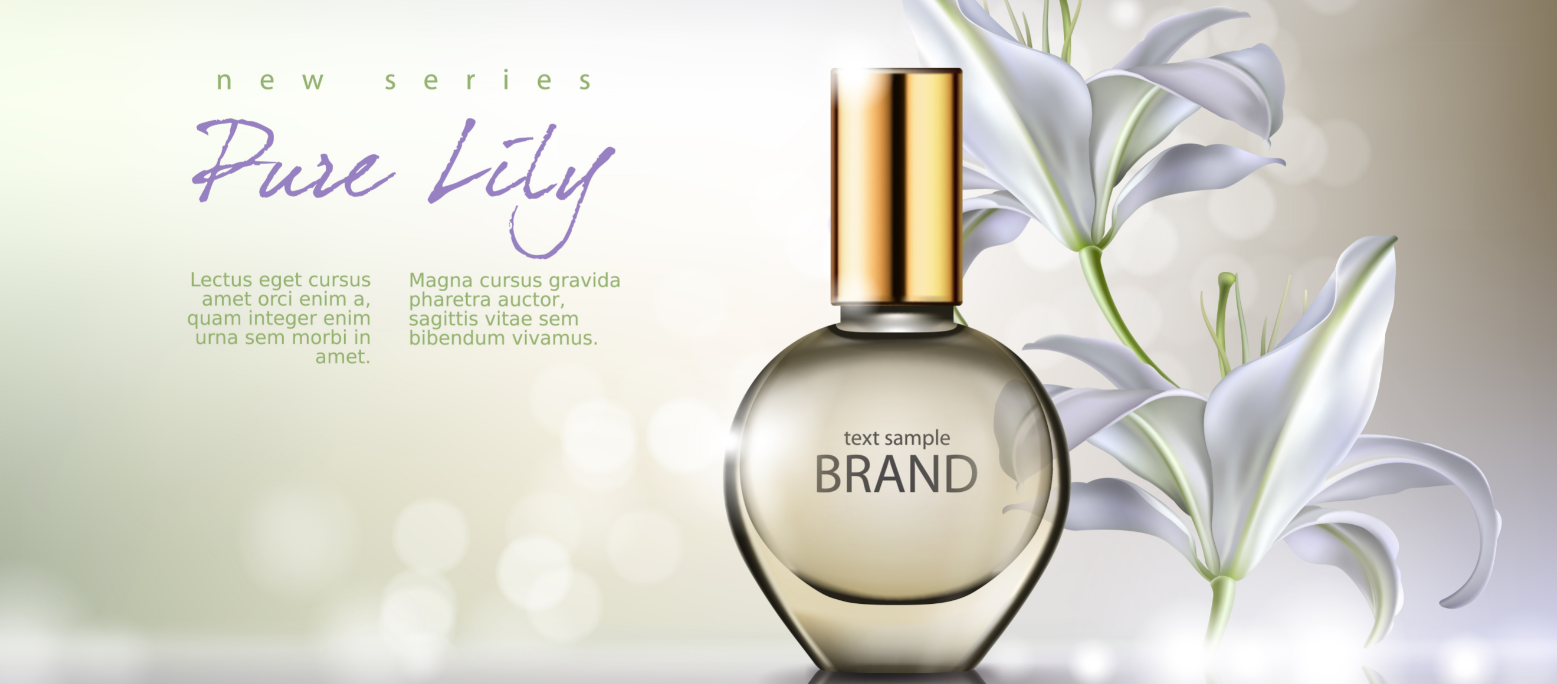 new series
Pure Lily
Lectus eget cursus
amet orci enim a,
quam integer enim
urna sem morbi in
amet.
Magna cursus gravida
pharetra auctor,
sagittis vitae sem
bibendum vivamus.
text sample
BRAND